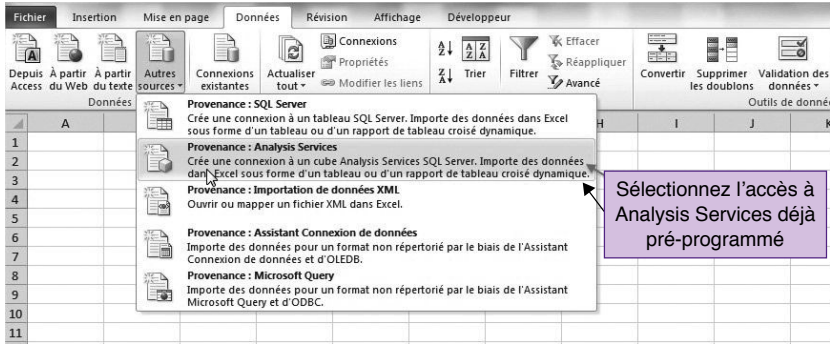 Fichier Insertion Mise en page Données Révision Affichage Développeur
Depuis Access
À partir du Web
À partir du texte
Autres sources
Connexions existantes
Actualiser tout
Connexions
Propriétés
Modifier les liens
Trier
Filtrer
Effacer
Réappliquer
Avancé
Convertir
Supprimer les doublons
Validation des données
Données
Outils de donné
A
H I J K
1
2
3
4
5
6
7
8
9
10
11
Provenance : SQL Server
Crée une connexion à un tableau SQL Server. Importe des données dans Excel
sous forme d'un tableau ou d'un rapport de tableau croisé dynamique.
Provenance : Analysis Services
Crée une connexion à un cube Analysis Services SQL Server. Importe des données
dans Excel sous forme d'un tableau ou d'un rapport de tableau croisé dynamique.
Provenance : Importation de données XML
Ouvrir ou mapper un fichier XML dans Excel.
Provenance : Assistant Connexion de données
Importe des données pour un format non répertorié par le biais de l'Assistant
Connexion de données et d'OLEDB.
Provenance : Microsoft Query
Importe des données pour un format non répertorié par le biais de l'Assistant
Microsoft Query et d'ODBC.
Sélectionnez l’accès à
Analysis Services déjà
pré-programmé